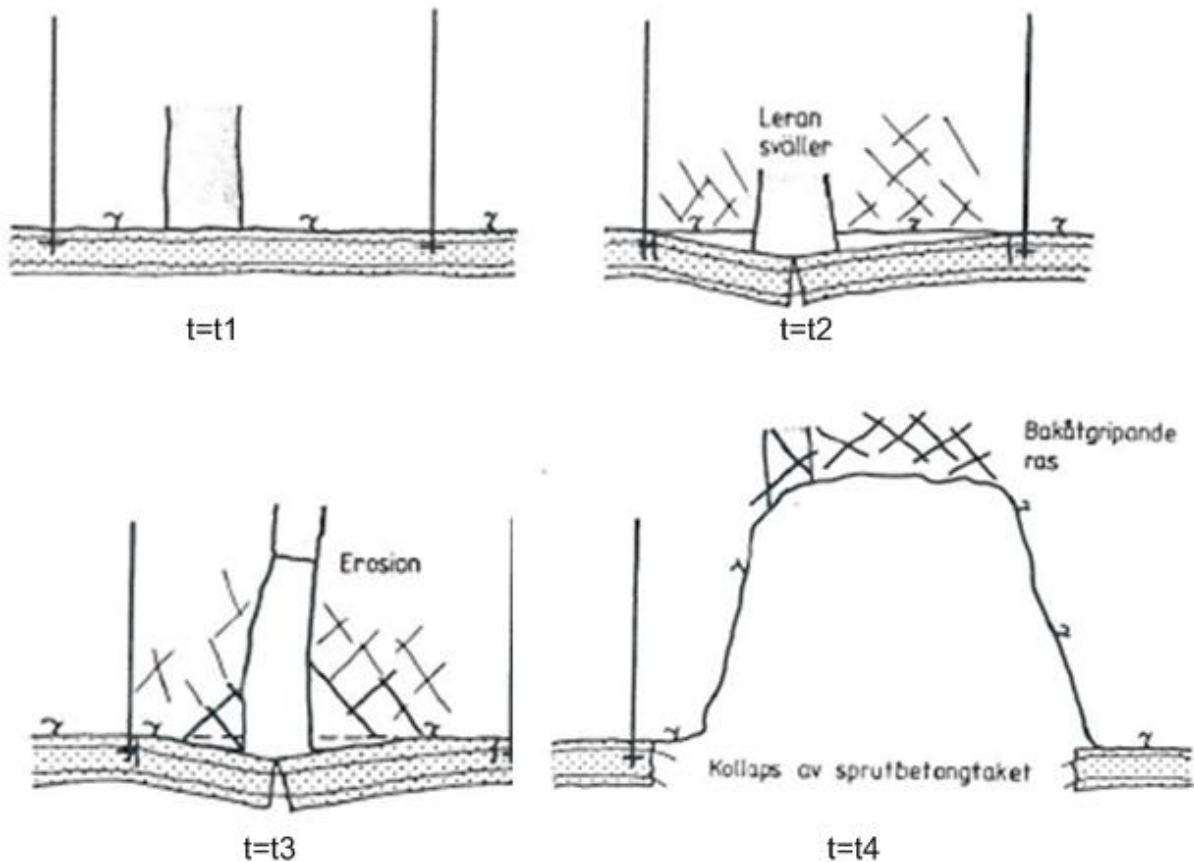 Leran
sväller
t=t1
t=t2
Erosion
t=t3
Bakåtgripande
ras
Kollaps av sprutbetongtaket
t=t4